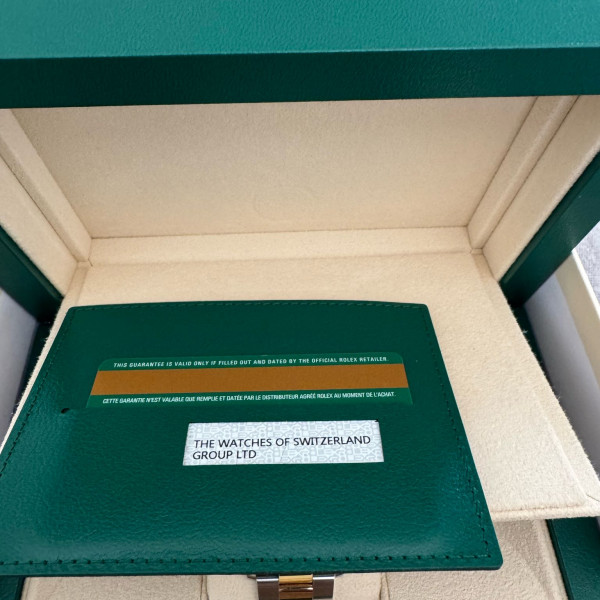 THIS GUARANTEE IS VALID ONLY IF FILLED OUT AND DATED BY THE OFFICIAL ROLEX RETAILER.
CETTE GARANTIE N'EST VALABLE QUE REMPLIE ET DATÉE PAR LE DISTRIBUTEUR AGRÉÉ ROLEX AU MOMENT DE L'ACHAT.
THE WATCHES OF SWITZERLAND
GROUP LTD